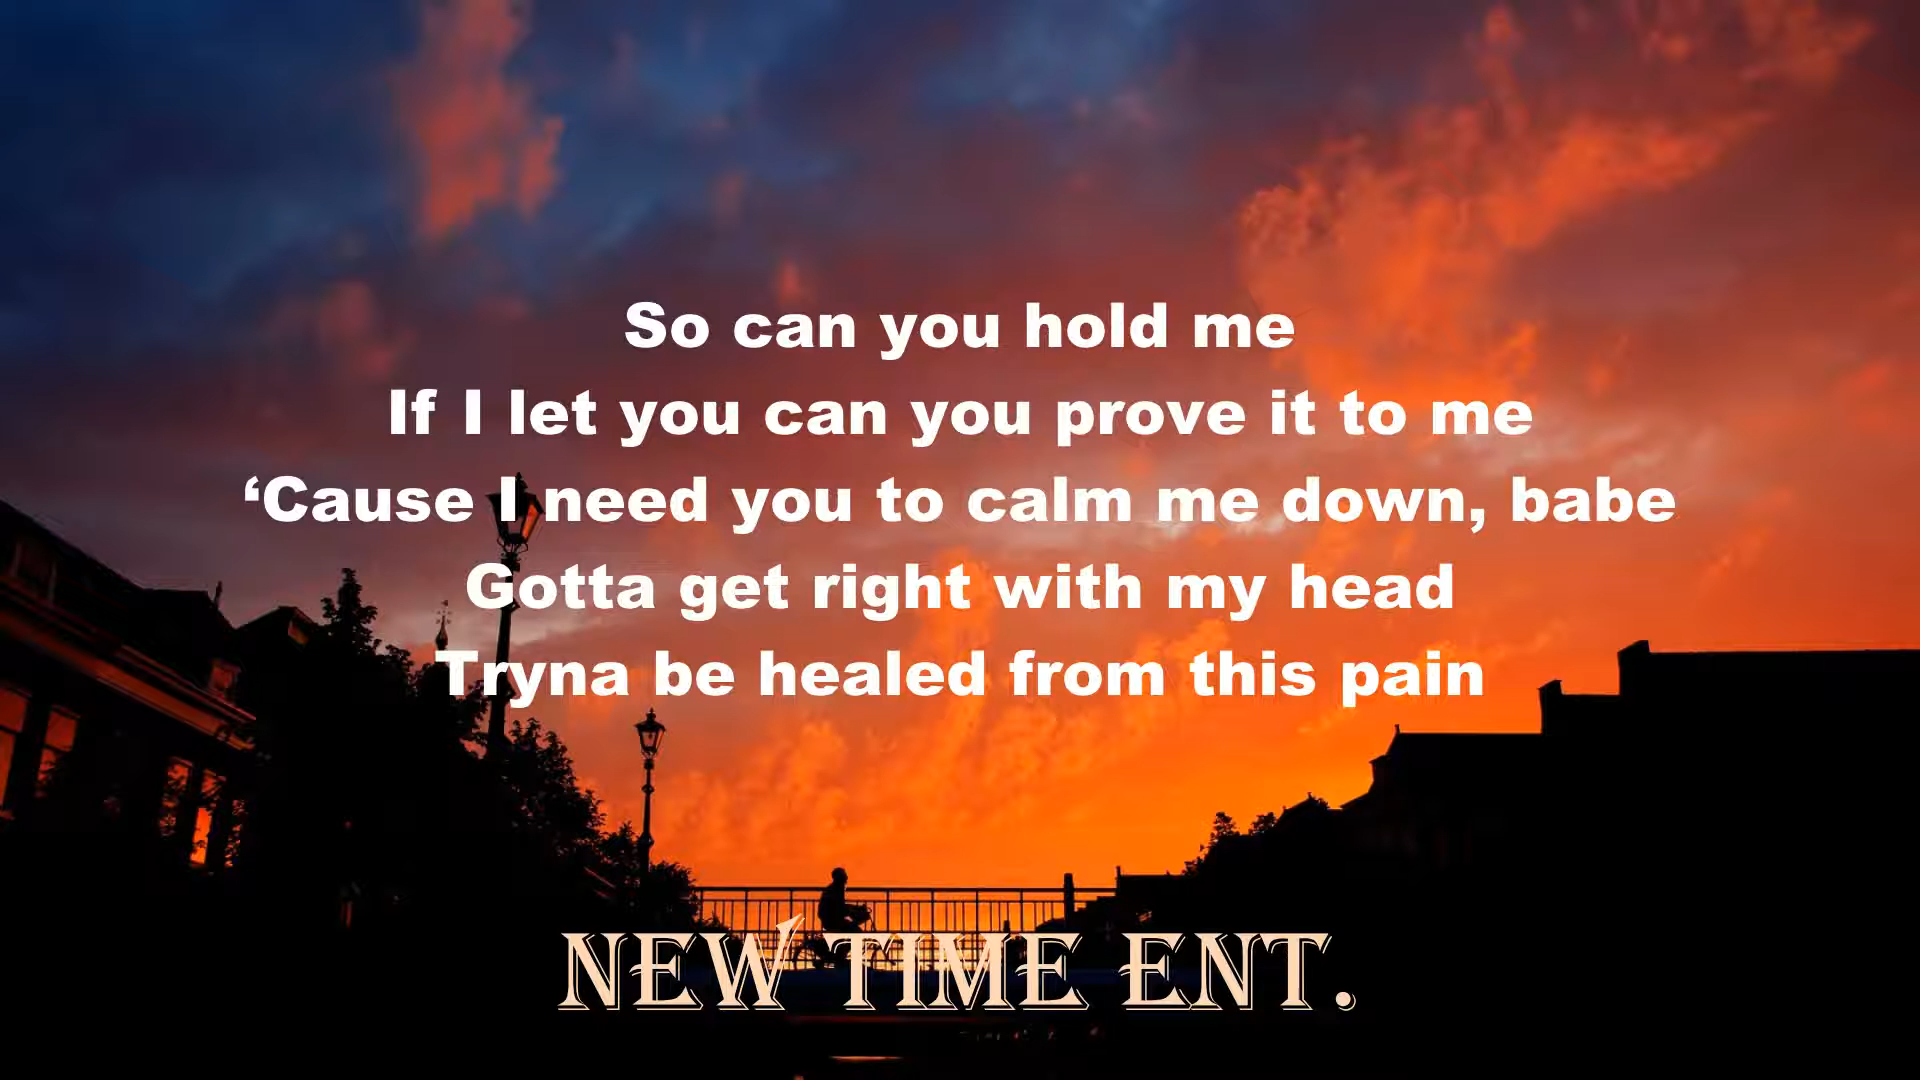 So can you hold me
If I let you can you prove it to me
‘Cause I need you to calm me down, babe
Gotta get right with my head
Tryna be healed from this pain
NEW TIME ENT.